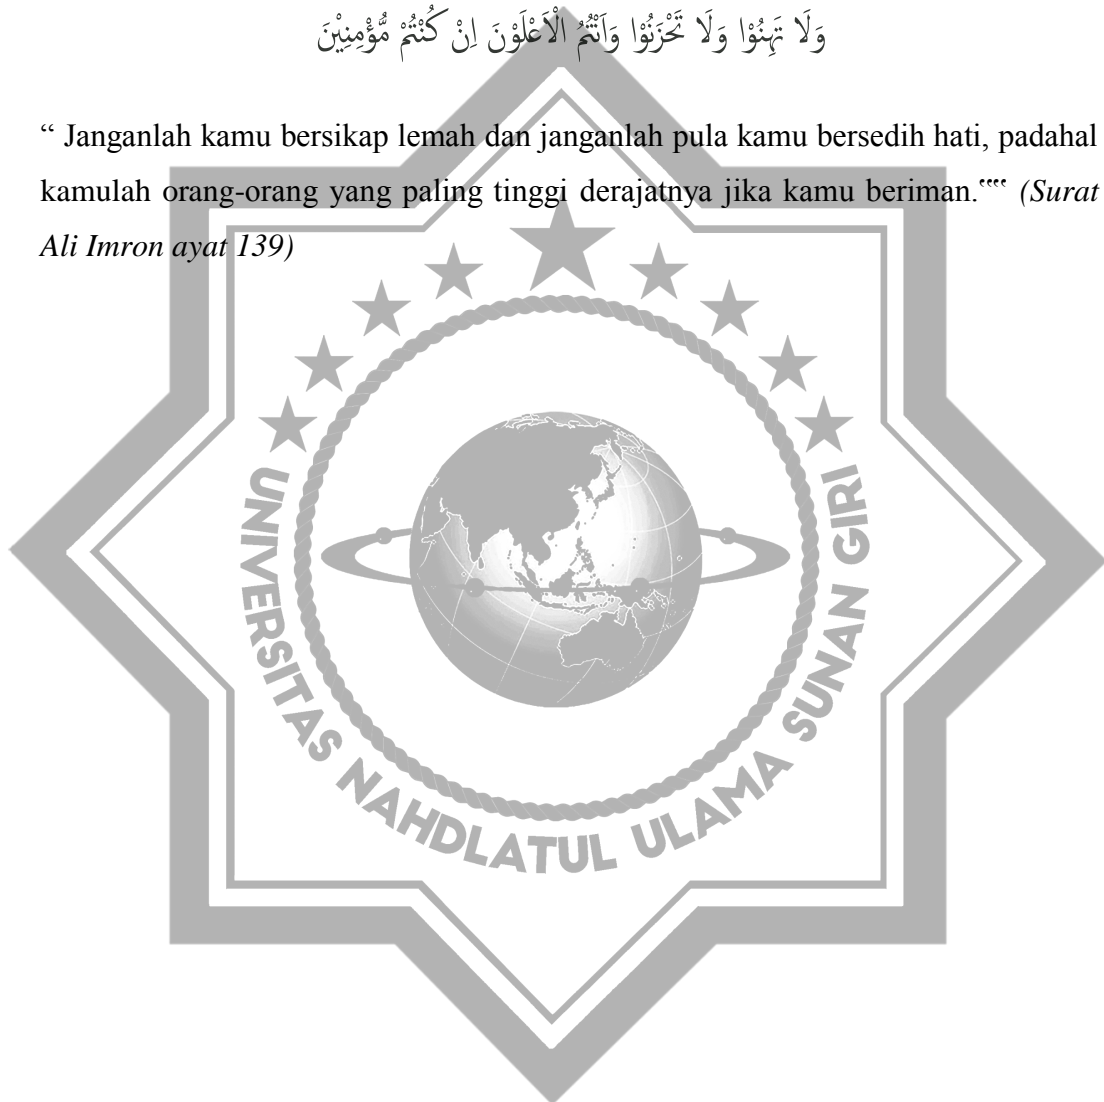 وَلَا تَهِنُوْا وَلَا تَحْزَنُوْا وَاَنْتُمُ الْاَعْلَوْنَ اِنْ كُنْتُمْ مُّؤْمِنِيْنَ
“ Janganlah kamu bersikap lemah dan janganlah pula kamu bersedih hati, padahal
kamulah orang-orang yang paling tinggi derajatnya jika kamu beriman.‟‟‟‟ (Surat
Ali Imron ayat 139)
UNIVERSITAS NAHDLATUL ULAMA SUNAN GIRI